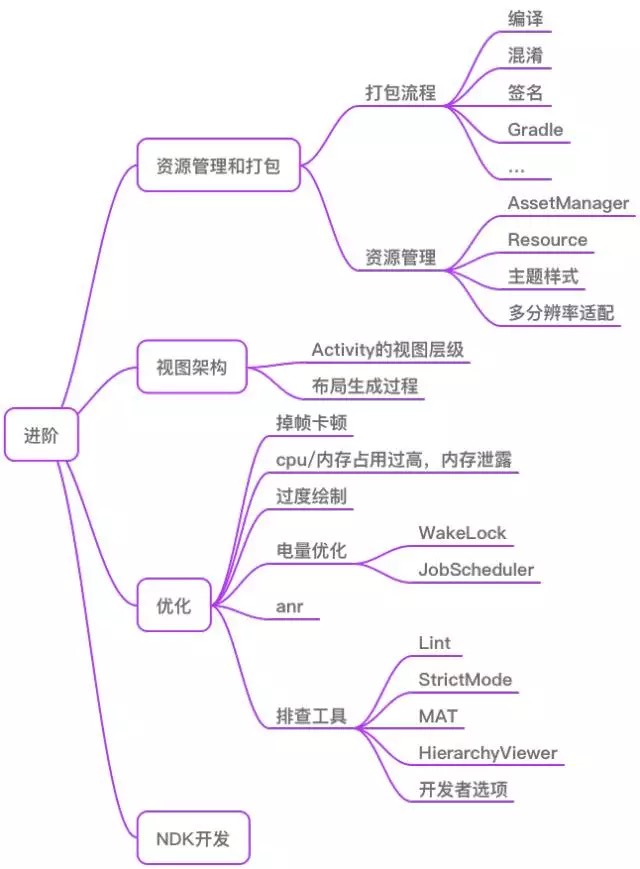 进阶
资源管理和打包
打包流程
编译
混淆
签名
Gradle
...
资源管理
AssetManager
Resource
主题样式
多分辨率适配
视图架构
Activity的视图层级
布局生成过程
优化
掉帧卡顿
cpu/内存占用过高，内存泄露
过度绘制
电量优化
WakeLock
JobScheduler
anr
排查工具
Lint
StrictMode
MAT
HierarchyViewer
开发者选项
NDK开发